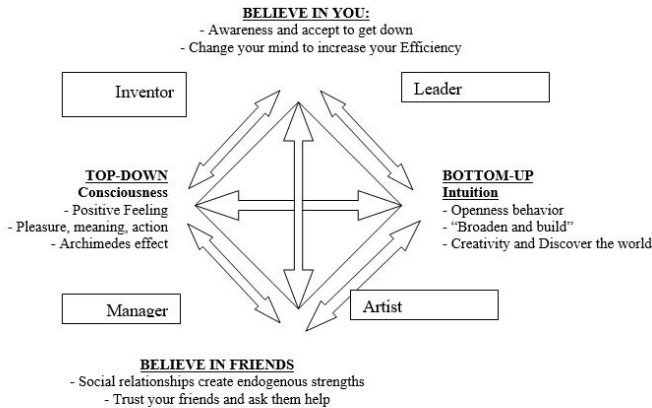 BELIEVE IN YOU:
- Awareness and accept to get down
- Change your mind to increase your Efficiency
Inventor
Leader
TOP-DOWN
Consciousness
- Positive Feeling
- Pleasure, meaning, action
- Archimedes effect
BOTTOM-UP
Intuition
- Openness behavior
- “Broaden and build”
- Creativity and Discover the world
Manager
Artist
BELIEVE IN FRIENDS
- Social relationships create endogenous strengths
- Trust your friends and ask them help